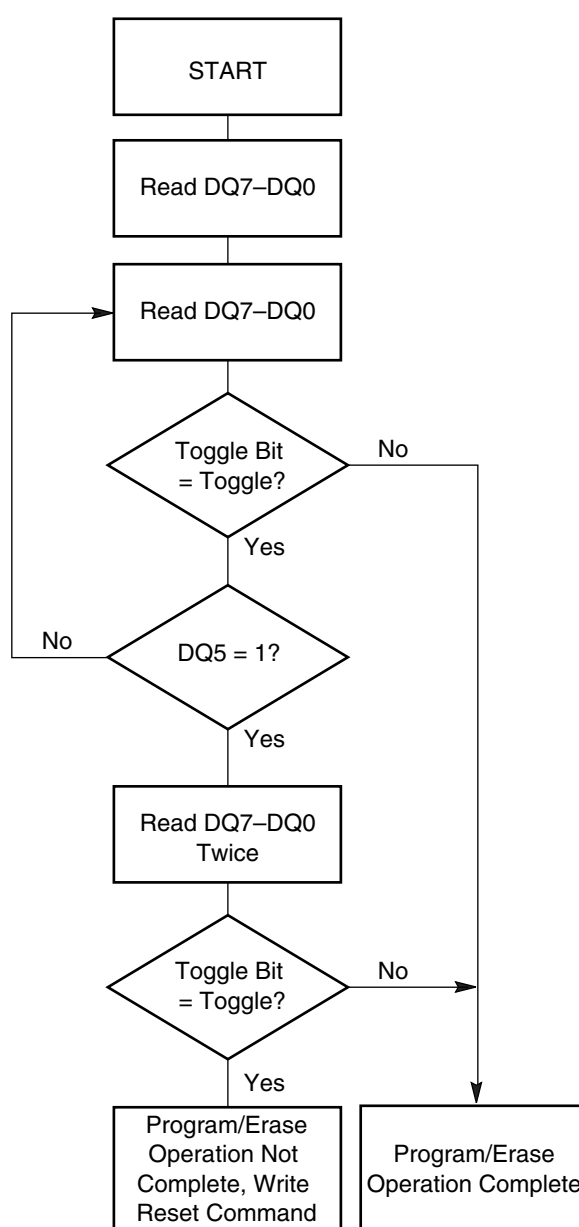 START
Read DQ7–DQ0
Read DQ7–DQ0
Toggle Bit
= Toggle?
No
Yes
No
DQ5 = 1?
Yes
Read DQ7–DQ0
Twice
Toggle Bit
= Toggle?
No
Yes
Program/Erase
Operation Not
Complete, Write
Reset Command
Program/Erase
Operation Complete